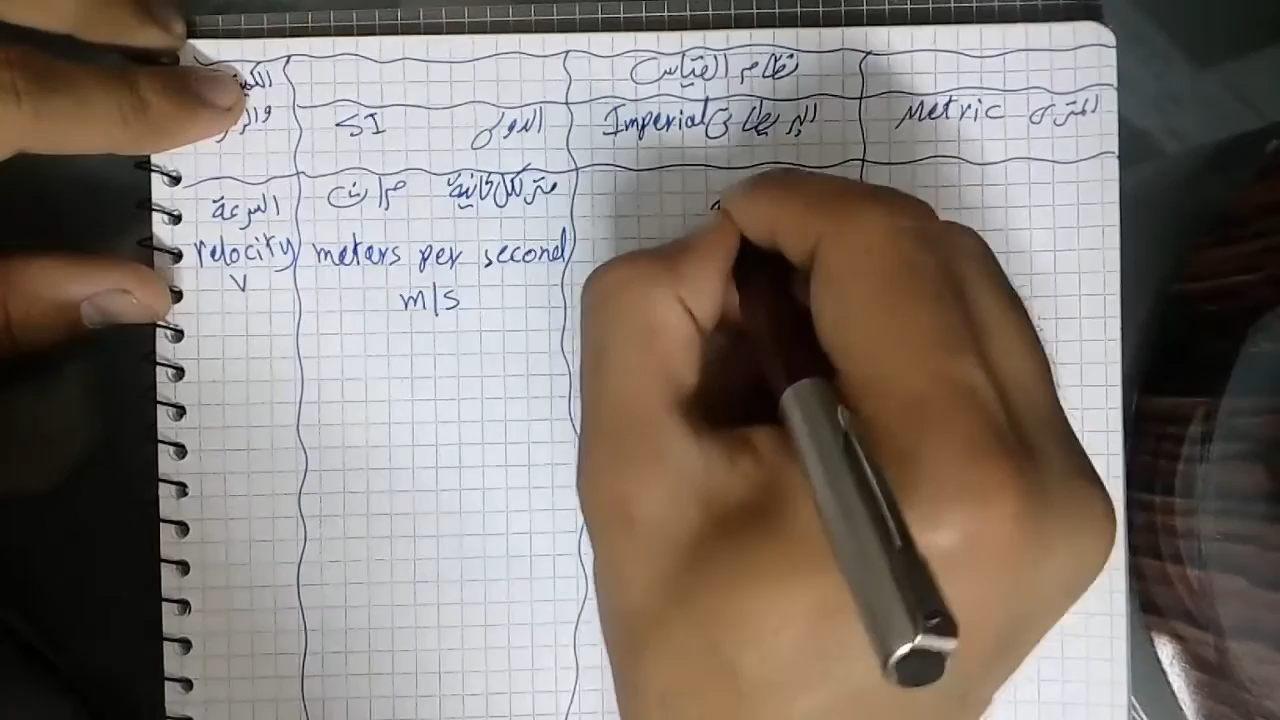 نظام القياس
المتري Metric
البريطاني Imperial
الدولي SI
السرعة
velocity
v
متر لكل ثانية م/ث
meters per second
m/s